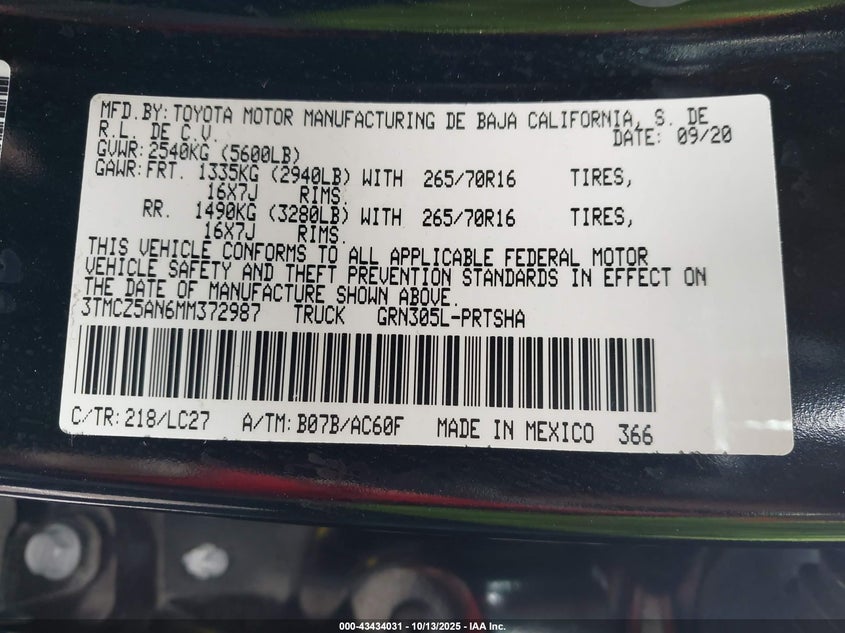 MFD.BY: TOYOTA MOTOR MANUFACTURING DE BAJA CALIFORNIA, S. DE
R.L. DE C.V. DATE: 09/20
GVWR: 2540KG (5600LB)
GAWR: FRT. 1335KG (2940LB) WITH 265/70R16 TIRES,
16X7J RIMS.
RR. 1490KG (3280LB) WITH 265/70R16 TIRES,
16X7J RIMS.
THIS VEHICLE CONFORMS TO ALL APPLICABLE FEDERAL MOTOR
VEHICLE SAFETY AND THEFT PREVENTION STANDARDS IN EFFECT ON
THE DATE OF MANUFACTURE SHOWN ABOVE.
3TMCZ5AN6MM372987 TRUCK GRN305L-PRTSHA
C/TR: 218/LC27 A/TM: B07B/AC60F MADE IN MEXICO 366
000-43434031 - 10/13/2025 - IAA Inc.